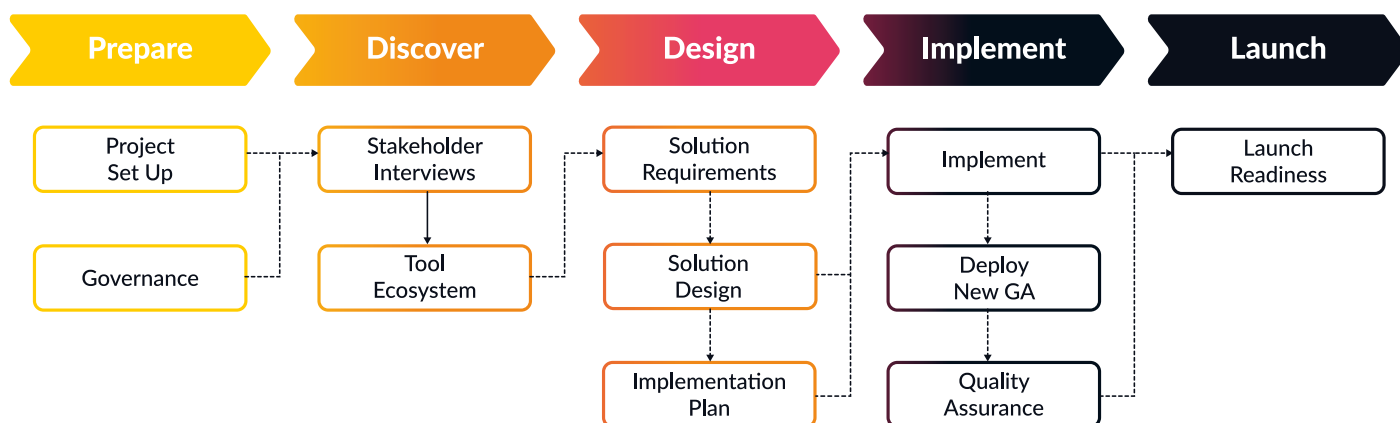 Prepare
Discover
Design
Implement
Launch
Project
Set Up
Governance
Stakeholder
Interviews
Tool
Ecosystem
Solution
Requirements
Solution
Design
Implementation
Plan
Implement
Deploy
New GA
Quality
Assurance
Launch
Readiness